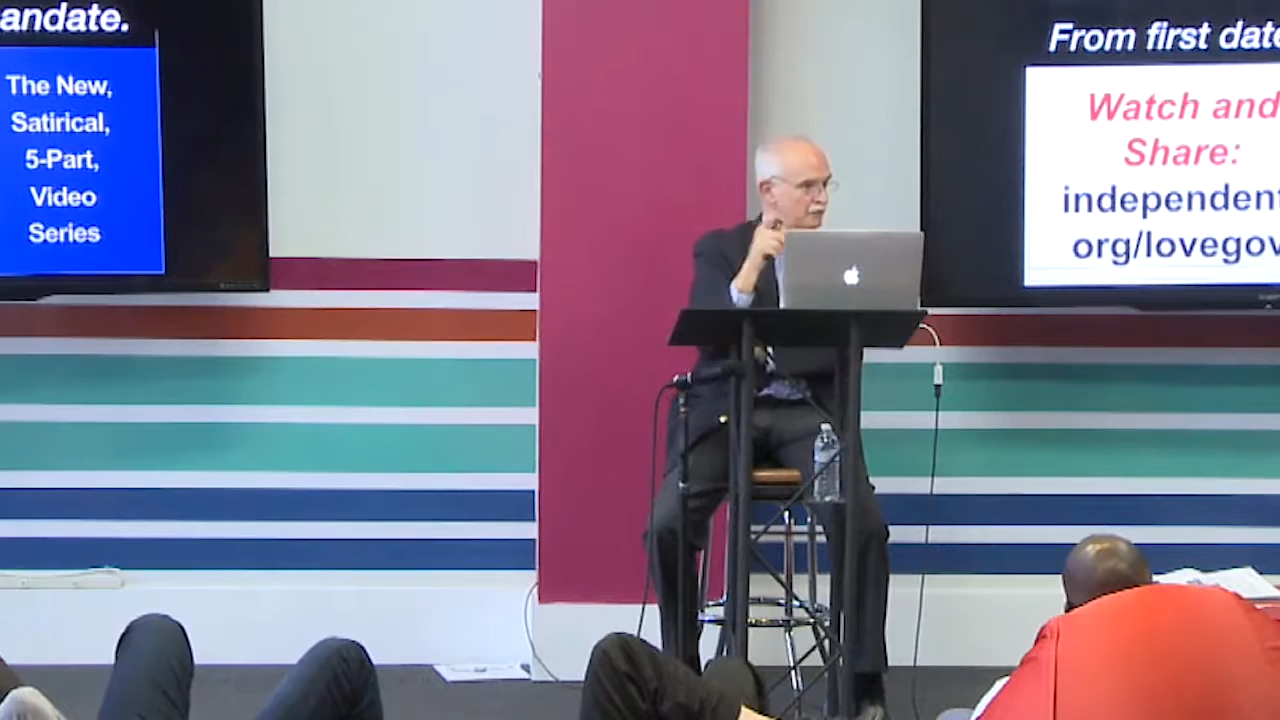 andate.
The New,
Satirical,
5-Part,
Video
Series
From first date
Watch and
Share:
independent
org/lovegov